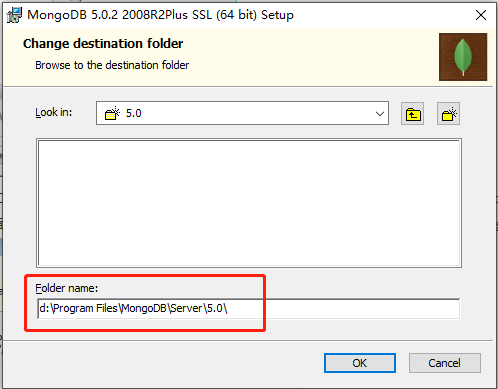 MongoDB 5.0.2 2008R2Plus SSL (64 bit) Setup
Change destination folder
Browse to the destination folder
Look in:
5.0
Folder name:
d:\Program Files\MongoDB\Server\5.0\
OK
Cancel